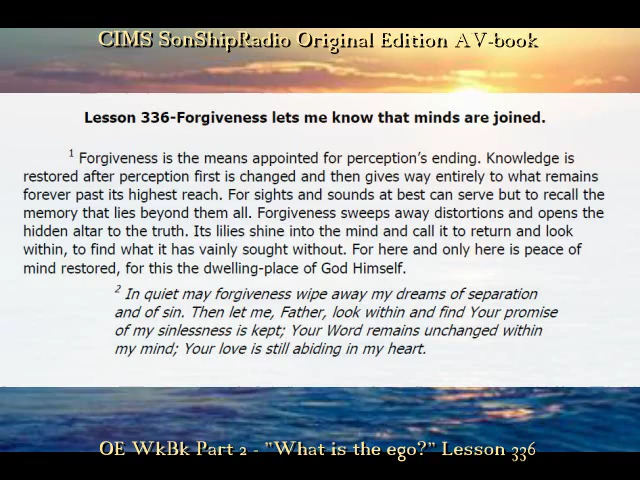 CIMS SonShipRadio Original Edition AV-book
Lesson 336-Forgiveness lets me know that minds are joined.
1 Forgiveness is the means appointed for perception's ending. Knowledge is
restored after perception first is changed and then gives way entirely to what remains
forever past its highest reach. For sights and sounds at best can serve but to recall the
memory that lies beyond them all. Forgiveness sweeps away distortions and opens the
hidden altar to the truth. Its lilies shine into the mind and call it to return and look
within, to find what it has vainly sought without. For here and only here is peace of
mind restored, for this the dwelling-place of God Himself.
2 In quiet may forgiveness wipe away my dreams of separation
and of sin. Then let me, Father, look within and find Your promise
of my sinlessness is kept; Your Word remains unchanged within
my mind; Your love is still abiding in my heart.
OE WkBk Part 2 - "What is the ego?" Lesson 336